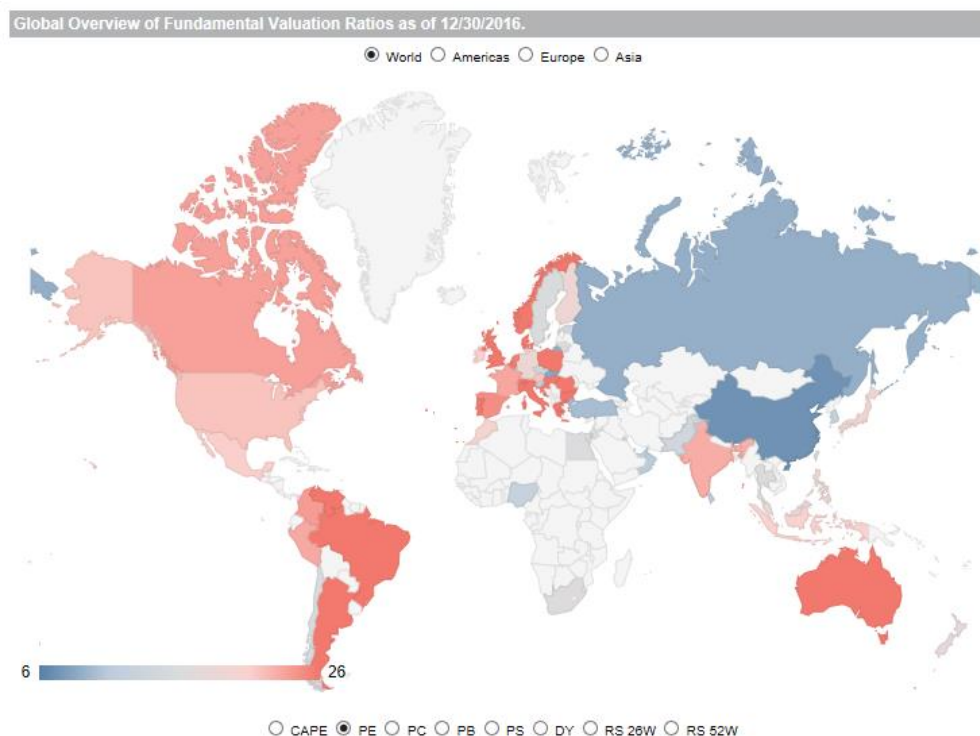 Global Overview of Fundamental Valuation Ratios as of 12/30/2016.
World Americas Europe Asia
6 26
CAPE PE PC PB PS DY RS 26W RS 52W